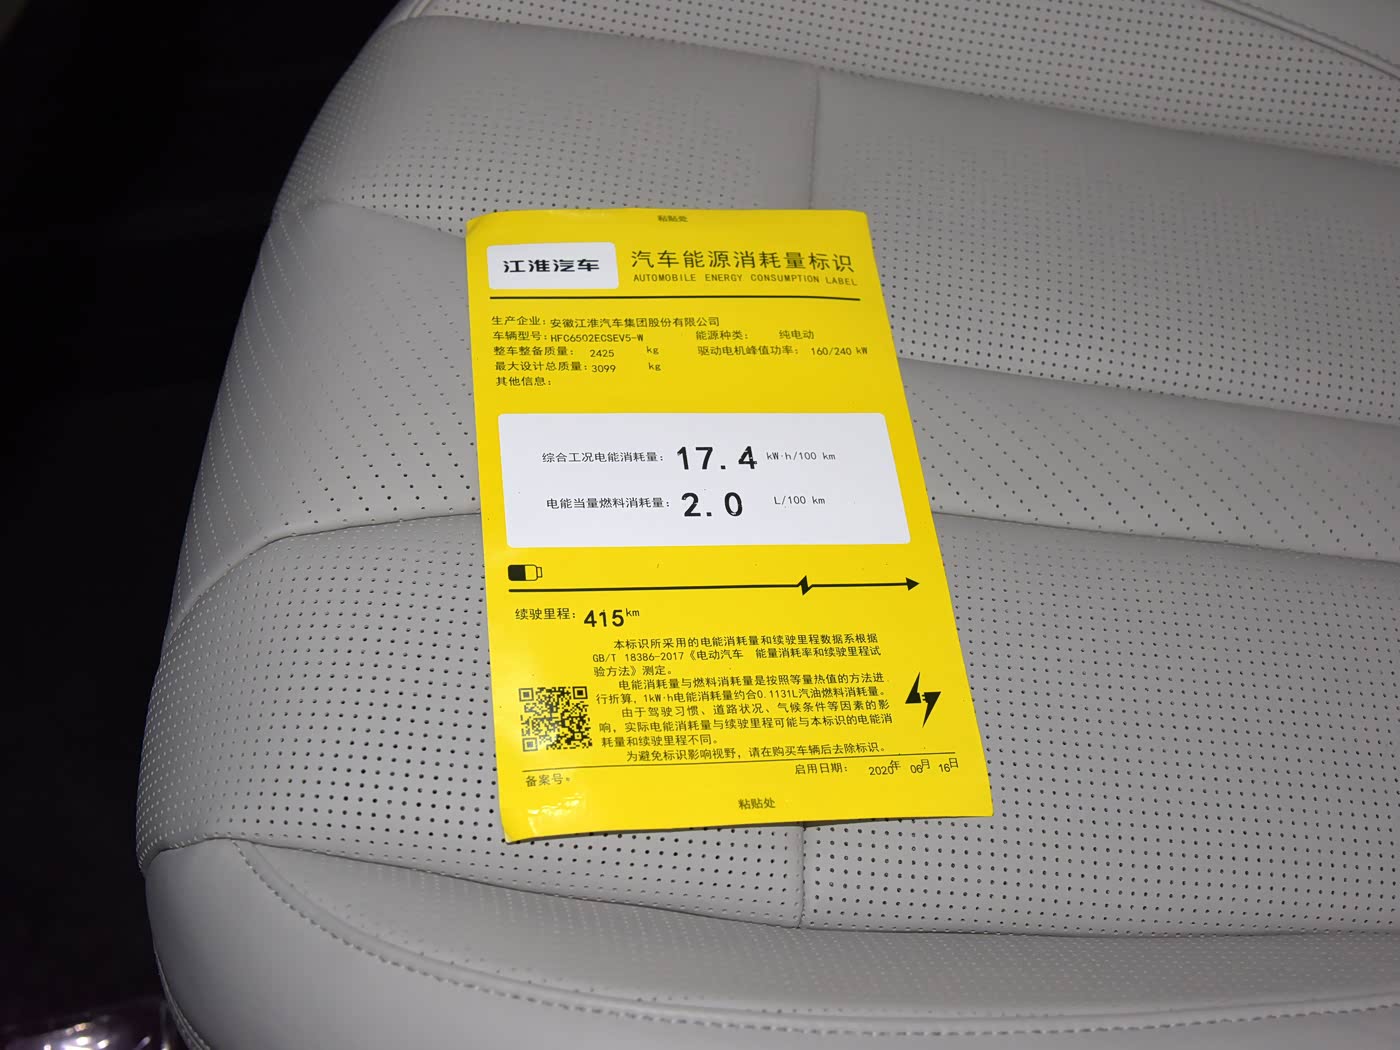 粘贴处
江淮汽车
汽车能源消耗量标识
AUTOMOBILE ENERGY CONSUMPTION LABEL
生产企业：安徽江淮汽车集团股份有限公司
车辆型号：HFC6502ECSEV5-W 能源种类： 纯电动
整车整备质量： 2425 kg 驱动电机峰值功率： 160/240 kW
最大设计总质量：3099 kg
其他信息：
综合工况电能消耗量：17.4 kW·h/100 km
电能当量燃料消耗量：2.0 L/100 km
续驶里程：415km
本标识所采用的电能消耗量和续驶里程数据系根据
GB/T 18386-2017《电动汽车 能量消耗率和续驶里程试
验方法》测定。
电能消耗量与燃料消耗量是按照等量热值的方法进
行折算，1kW·h电能消耗量约合0.1131L汽油燃料消耗量。
由于驾驶习惯、道路状况、气候条件等因素的影
响，实际电能消耗量与续驶里程可能与本标识的电能消
耗量和续驶里程不同。
为避免标识影响视野，请在购买车辆后去除标识。
备案号。 启用日期： 2020年 06月 16日
粘贴处